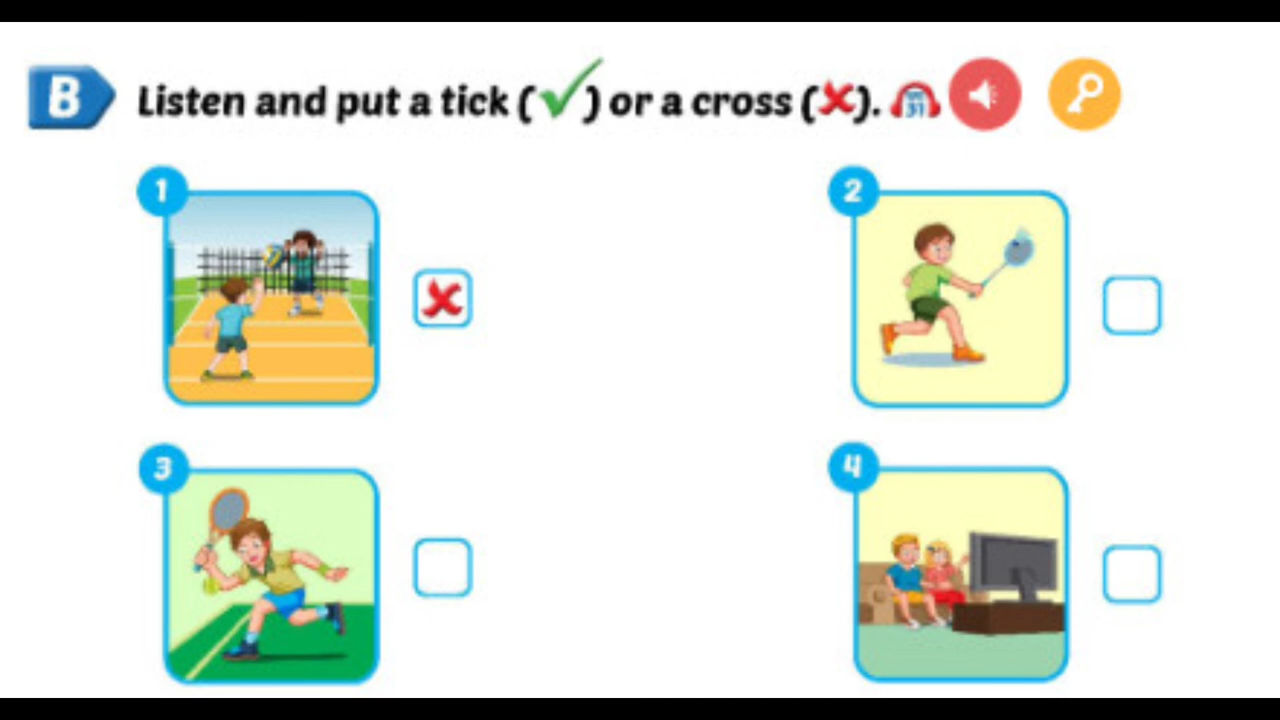 B Listen and put a tick (✓) or a cross (✗).
1
2
3
4